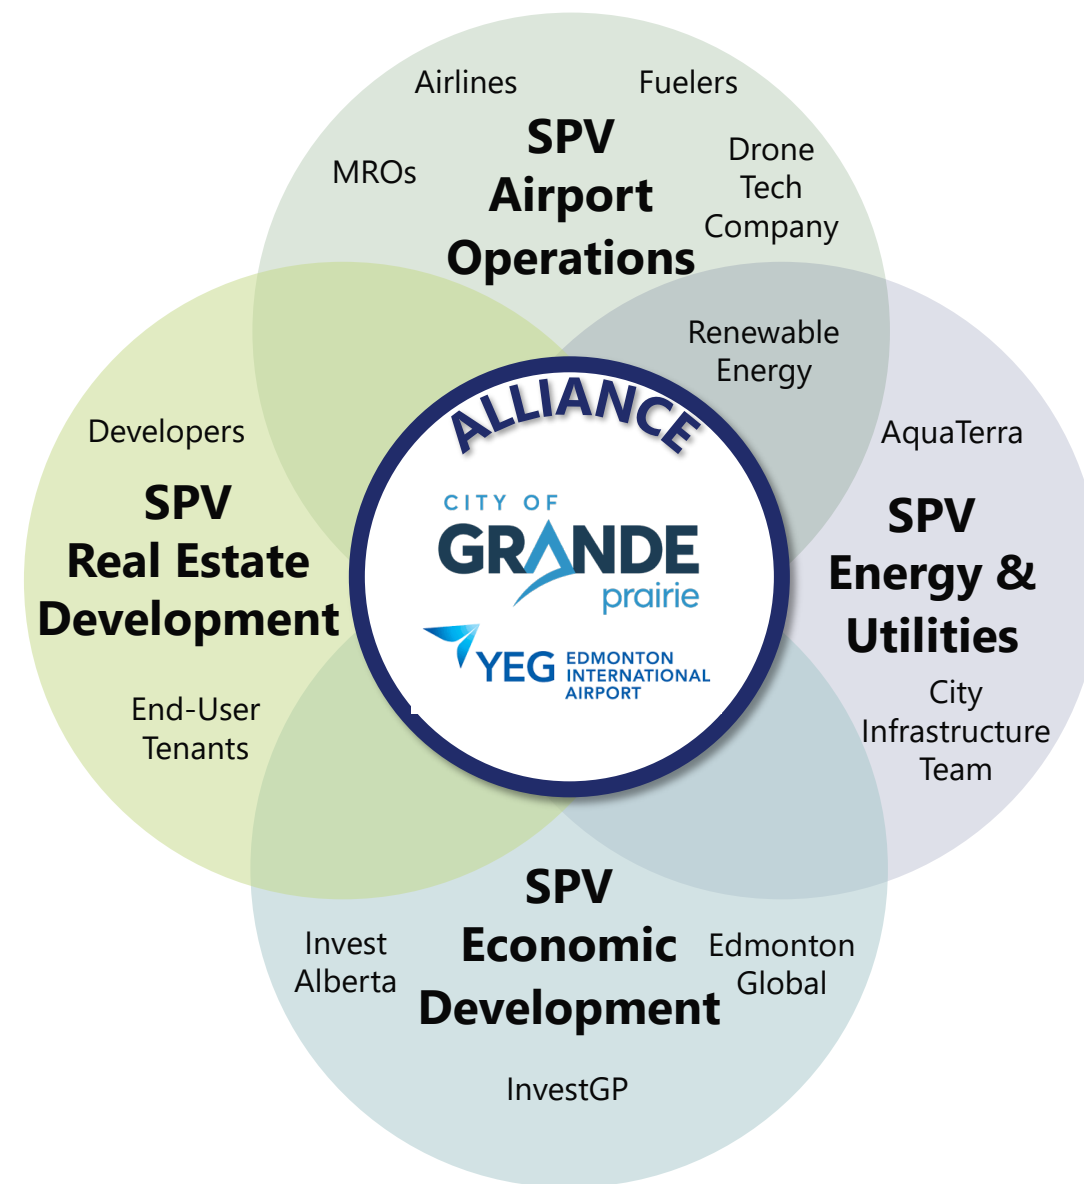 Airlines
Fuelers
MROs
SPV
Airport
Operations
Drone
Tech
Company
Renewable
Energy
Developers
SPV
Real Estate
Development
End-User
Tenants
ALLIANCE
CITY OF
GRANDE
prairie
YEG
EDMONTON
INTERNATIONAL
AIRPORT
AquaTerra
SPV
Energy &
Utilities
City
Infrastructure
Team
SPV
Economic
Development
Invest
Alberta
Edmonton
Global
InvestGP